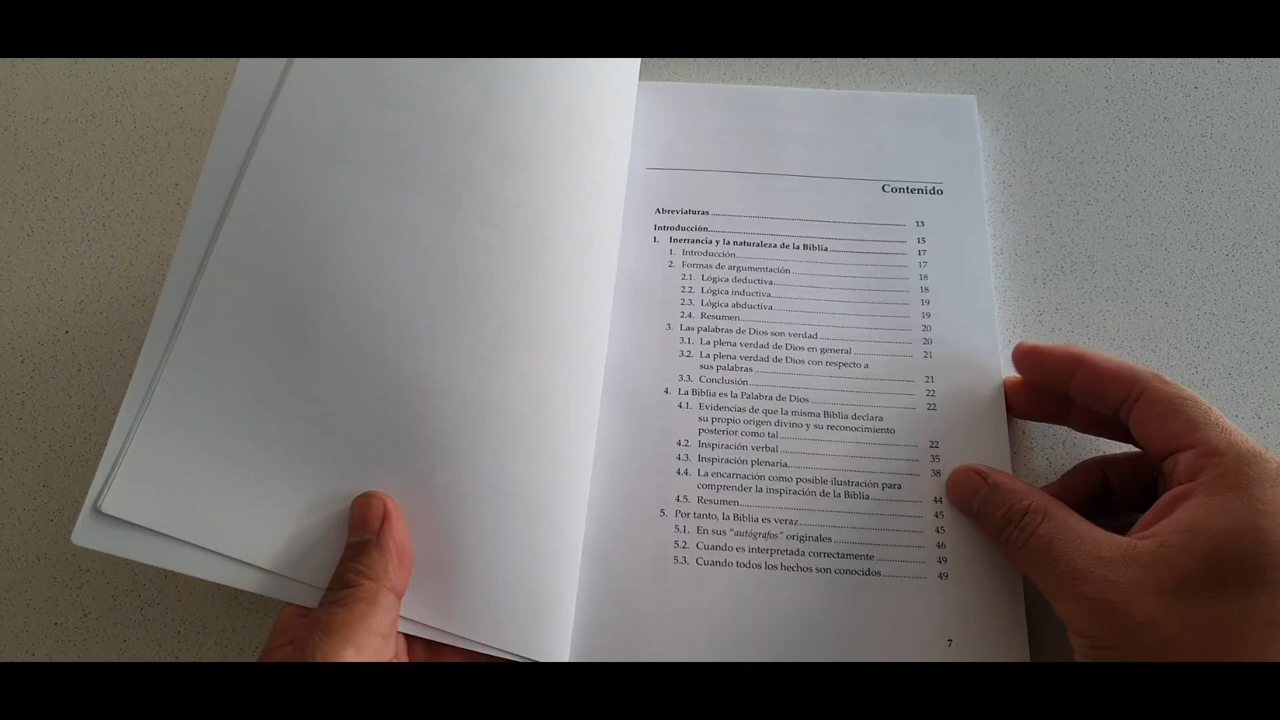 Contenido
Abreviaturas ........ 13
Introducción ........ 15
I. Inerrancia y la naturaleza de la Biblia ........ 17
1. Introducción ........ 17
2. Formas de argumentación ........ 18
2.1. Lógica deductiva ........ 18
2.2. Lógica inductiva ........ 19
2.3. Lógica abductiva ........ 19
2.4. Resumen ........ 20
3. Las palabras de Dios son verdad ........ 20
3.1. La plena verdad de Dios en general ........ 21
3.2. La plena verdad de Dios con respecto a
sus palabras ........ 21
3.3. Conclusión ........ 22
4. La Biblia es la Palabra de Dios ........ 22
4.1. Evidencias de que la misma Biblia declara
su propio origen divino y su reconocimiento
posterior como tal ........ 22
4.2. Inspiración verbal ........ 35
4.3. Inspiración plenaria ........ 38
4.4. La encarnación como posible ilustración para
comprender la inspiración de la Biblia ........ 44
4.5. Resumen ........ 45
5. Por tanto, la Biblia es veraz ........ 45
5.1. En sus “autógrafos” originales ........ 46
5.2. Cuando es interpretada correctamente ........ 49
5.3. Cuando todos los hechos son conocidos ........ 49
7